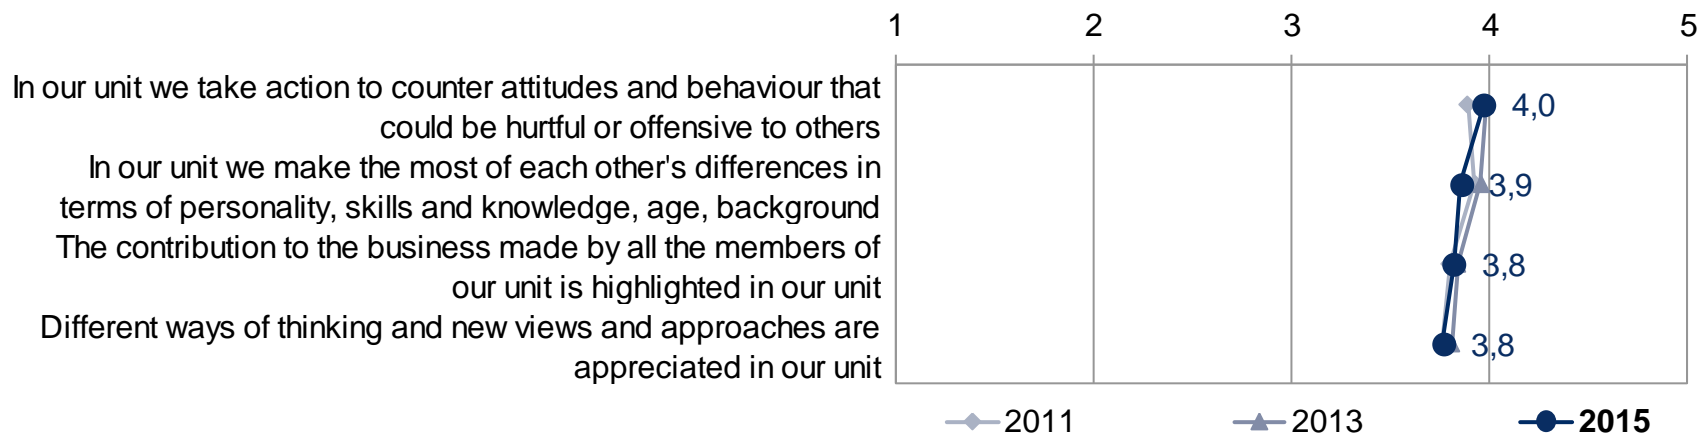 1 2 3 4 5
In our unit we take action to counter attitudes and behaviour that
could be hurtful or offensive to others
4,0
In our unit we make the most of each other's differences in
terms of personality, skills and knowledge, age, background
3,9
The contribution to the business made by all the members of
our unit is highlighted in our unit
3,8
Different ways of thinking and new views and approaches are
appreciated in our unit
3,8
2011 2013 2015